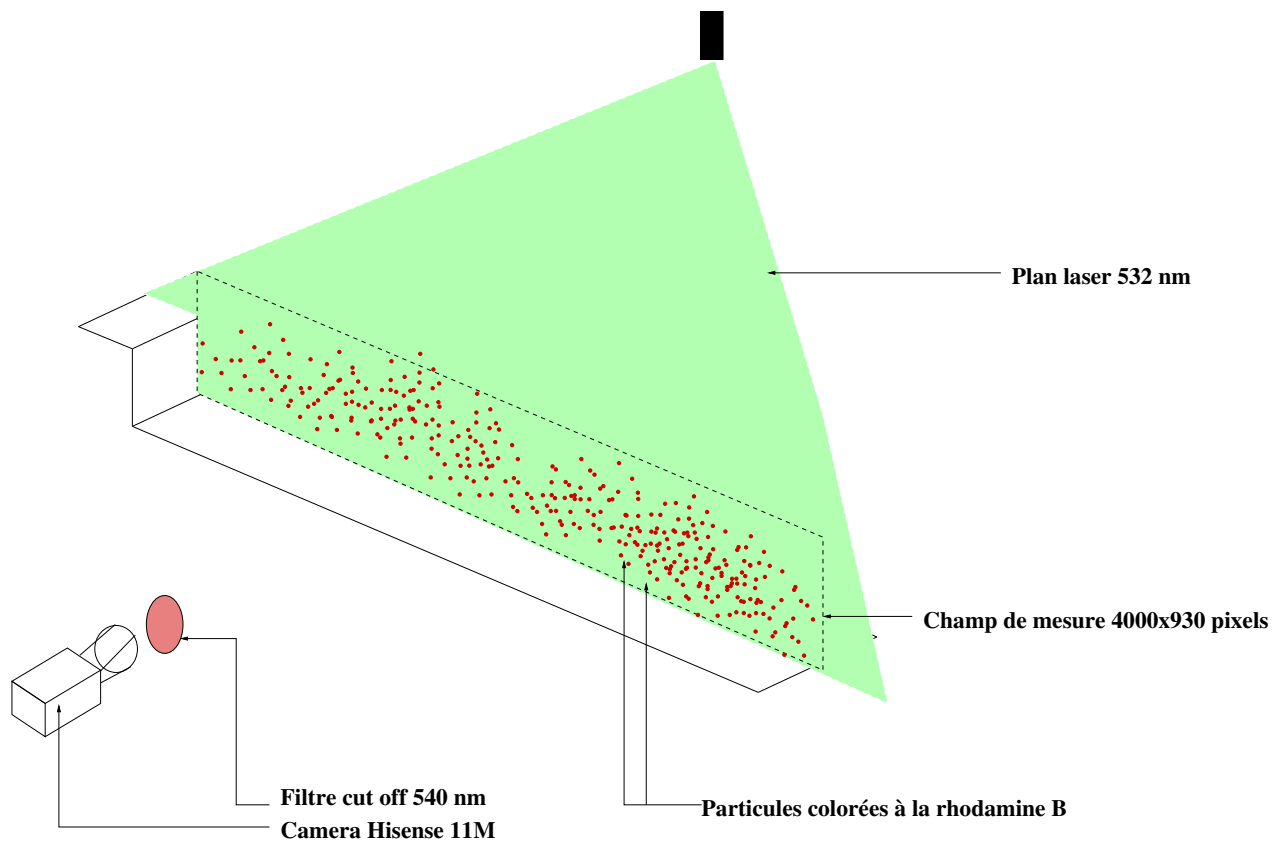 Plan laser 532 nm
Champ de mesure 4000x930 pixels
Filtre cut off 540 nm
Camera Hisense 11M
Particules colorées à la rhodamine B